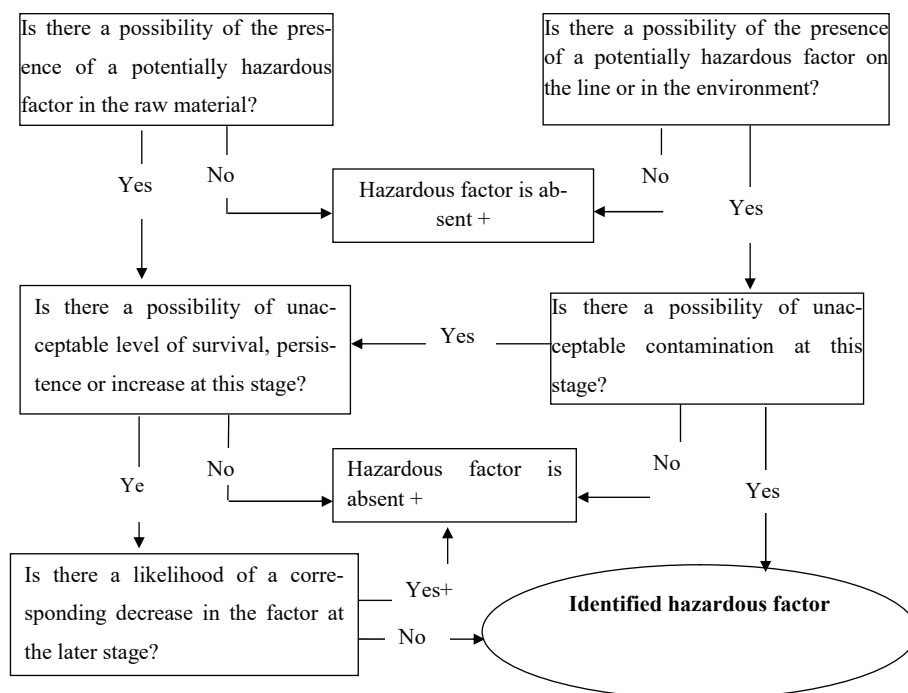 Is there a possibility of the pres-
ence of a potentially hazardous
factor in the raw material?
Is there a possibility of the presence
of a potentially hazardous factor on
the line or in the environment?
Yes
No
No
Yes
Hazardous factor is ab-
sent +
Is there a possibility of unac-
ceptable level of survival, persis-
tence or increase at this stage?
Yes
Is there a possibility of unac-
ceptable contamination at this
stage?
Ye
No
No
Yes
Hazardous factor is
absent +
Is there a likelihood of a corre-
sponding decrease in the factor at
the later stage?
Yes+
No
Identified hazardous factor